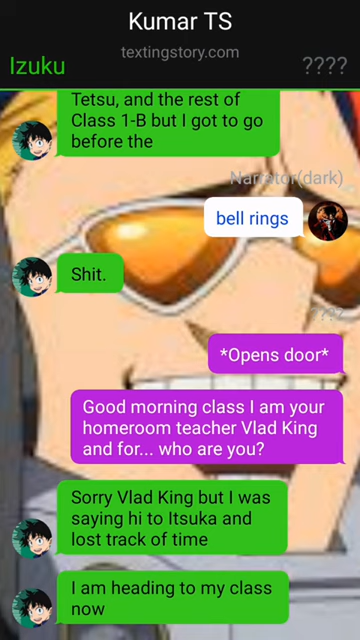 Kumar TS
textingstory.com
Izuku
????
Tetsu, and the rest of
Class 1-B but I got to go
before the
Narrator(dark)
bell rings
Shit.
????
*Opens door*
Good morning class I am your
homeroom teacher Vlad King
and for... who are you?
Sorry Vlad King but I was
saying hi to Itsuka and
lost track of time
I am heading to my class
now